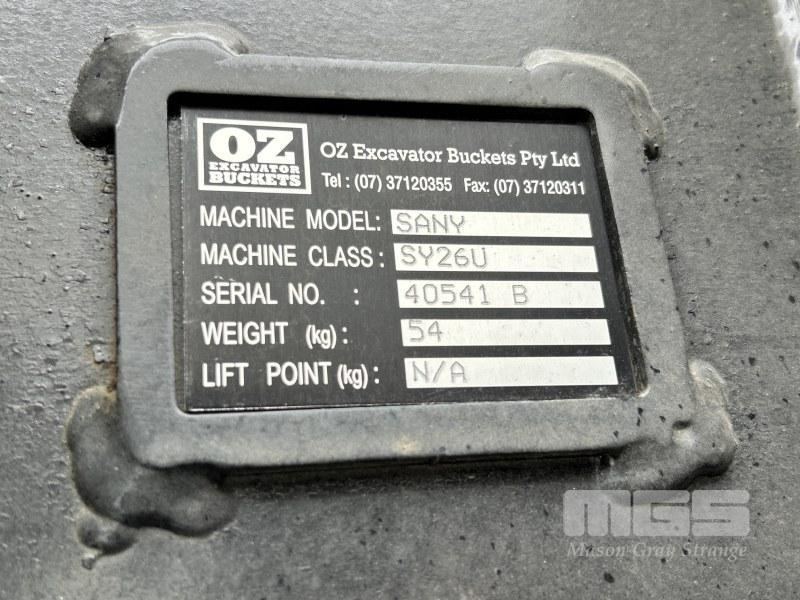 OZ
EXCAVATOR
BUCKETS
OZ Excavator Buckets Pty Ltd
Tel : (07) 37120355 Fax: (07) 37120311
MACHINE MODEL: SANY
MACHINE CLASS : SY26U
SERIAL NO. : 40541 B
WEIGHT (kg) : 54
LIFT POINT (kg) : N/A
MGS
Mason Gray Strange